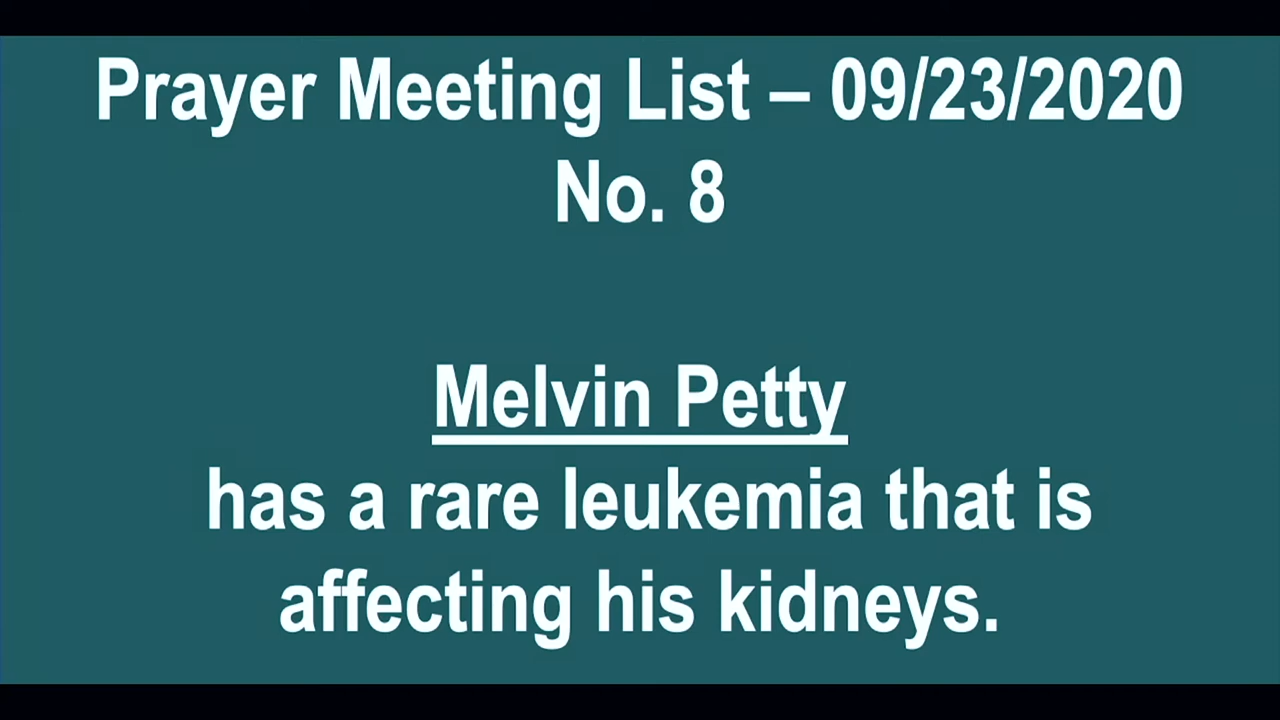 Prayer Meeting List – 09/23/2020
No. 8
Melvin Petty
has a rare leukemia that is
affecting his kidneys.